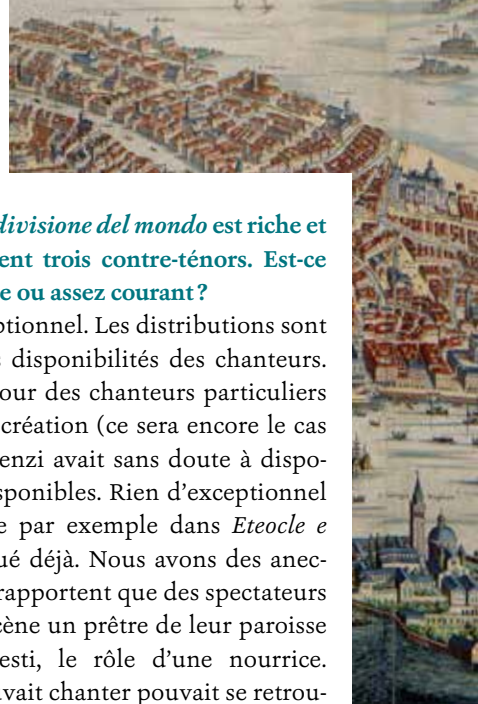 divisione del mondo est riche et
ent trois contre-ténors. Est-ce
e ou assez courant ?
ptionnel. Les distributions sont
s disponibilités des chanteurs.
our des chanteurs particuliers
création (ce sera encore le cas
enzi avait sans doute à dispo-
sponibles. Rien d’exceptionnel
e par exemple dans Eteocle e
ué déjà. Nous avons des anec-
rapportent que des spectateurs
cène un prêtre de leur paroisse
esti, le rôle d’une nourrice.
avait chanter pouvait se retrou-